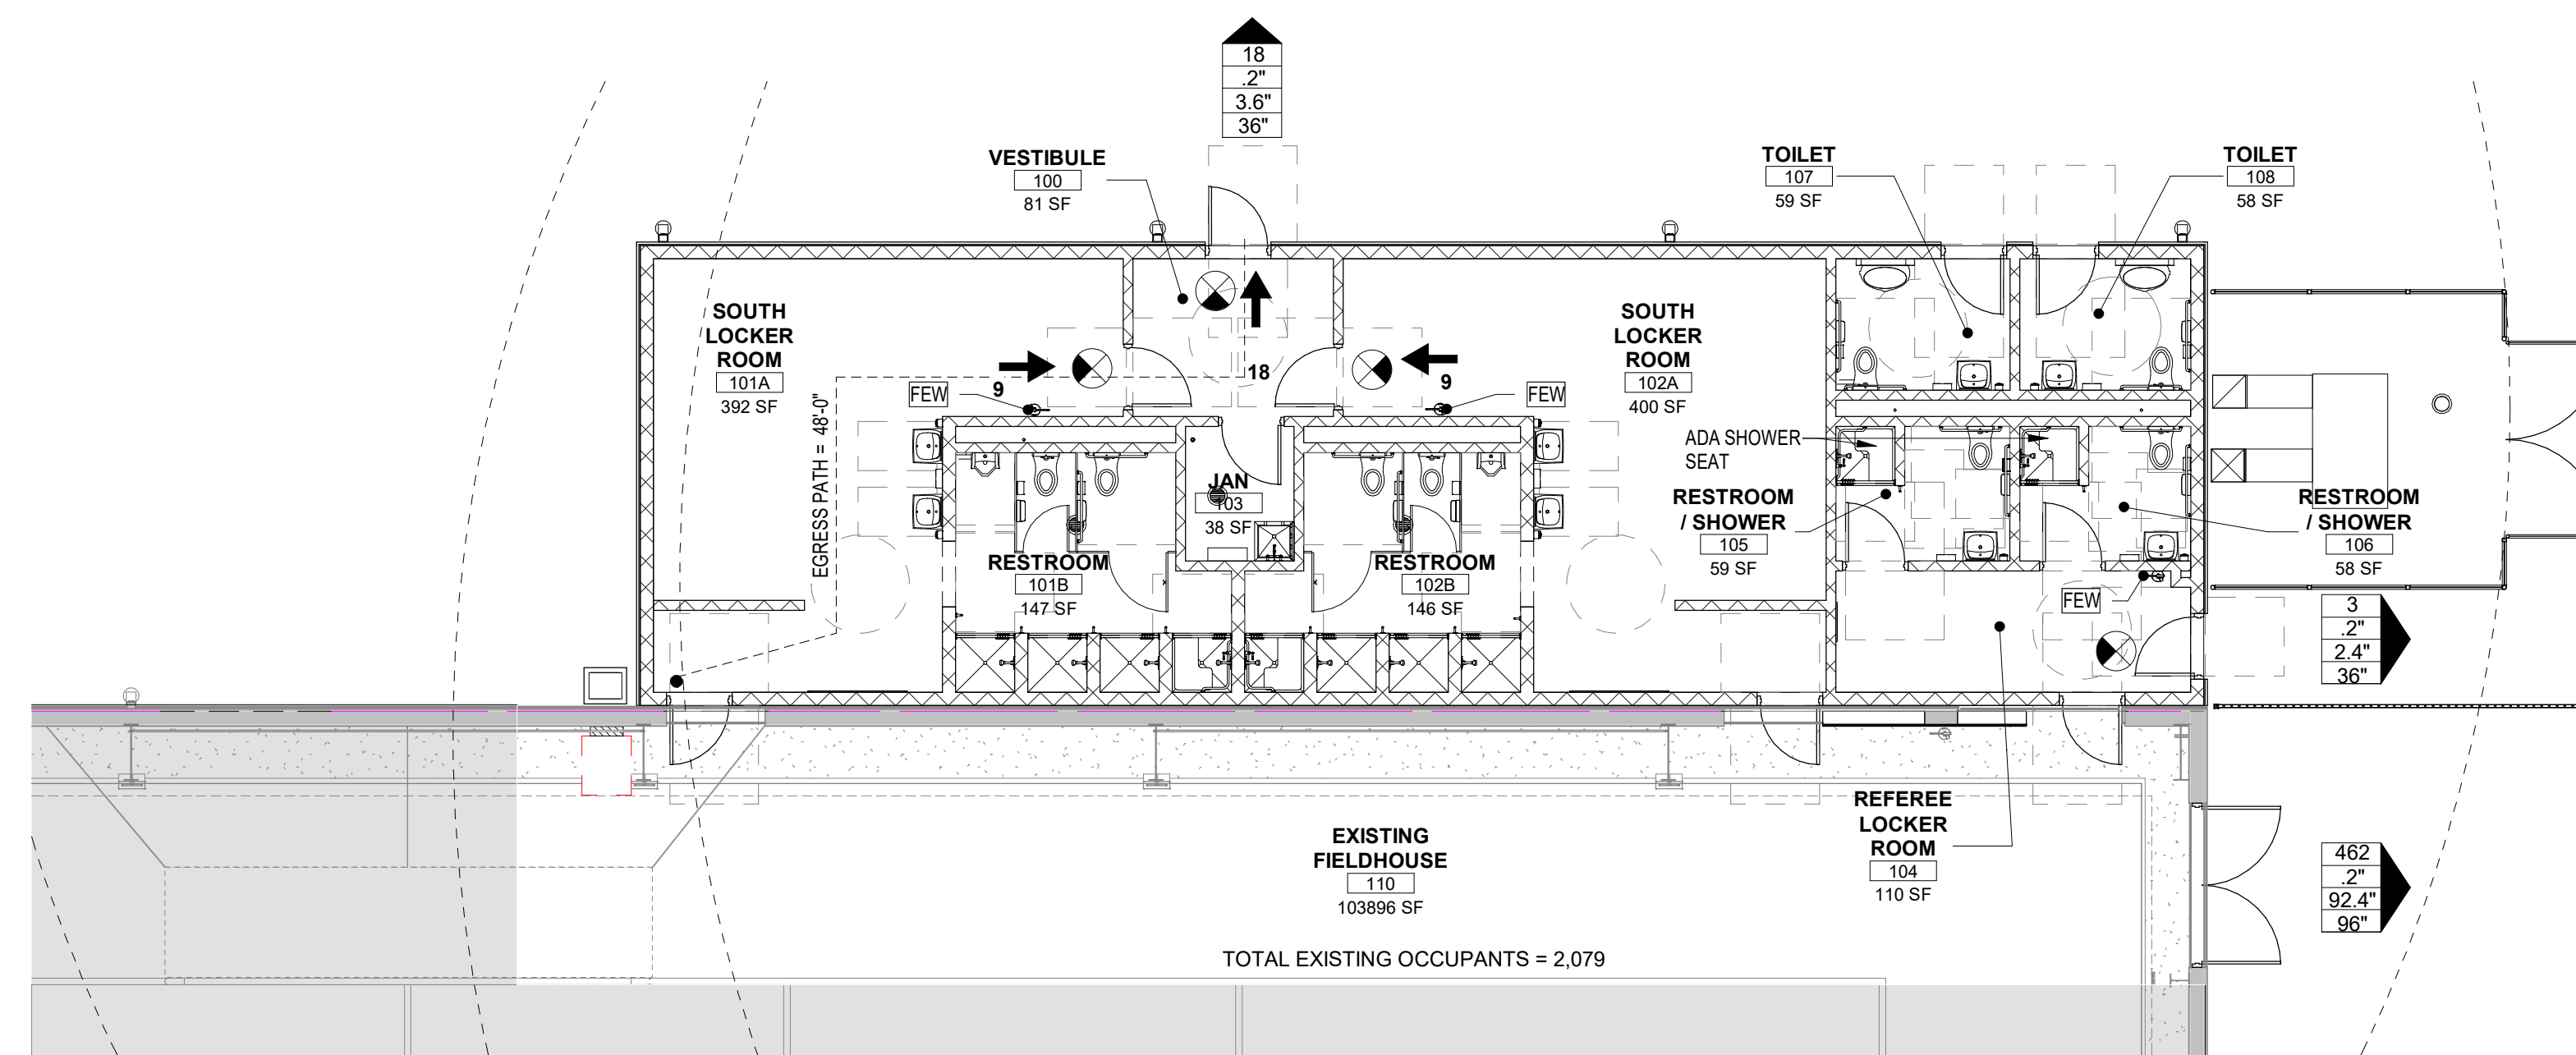 18
.2"
3.6"
36"
VESTIBULE
100
81 SF
TOILET
107
59 SF
TOILET
108
58 SF
SOUTH
LOCKER
ROOM
101A
392 SF
SOUTH
LOCKER
ROOM
102A
400 SF
18
9
9
FEW
FEW
EGRESS PATH = 48'-0"
ADA SHOWER
SEAT
JAN
103
38 SF
RESTROOM
/ SHOWER
105
59 SF
RESTROOM
/ SHOWER
106
58 SF
RESTROOM
101B
147 SF
RESTROOM
102B
146 SF
FEW
3
.2"
2.4"
36"
REFEREE
LOCKER
ROOM
104
110 SF
EXISTING
FIELDHOUSE
110
103896 SF
462
.2"
92.4"
96"
TOTAL EXISTING OCCUPANTS = 2,079